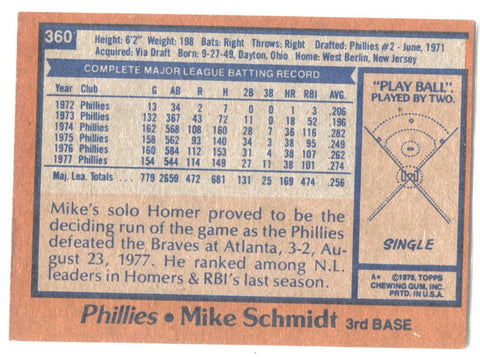 360
Height: 6'2" Weight: 198 Bats: Right Throws: Right Drafted: Phillies #2 - June, 1971
Acquired: Via Draft Born: 9-27-49, Dayton, Ohio Home: West Berlin, New Jersey
COMPLETE MAJOR LEAGUE BATTING RECORD
Year Club G AB R H 2B 3B HR RBI AVG.
1972 Phillies 13 34 2 7 0 0 1 3 .206
1973 Phillies 132 367 43 72 11 0 18 52 .196
1974 Phillies 162 568 108 160 28 7 36 116 .282
1975 Phillies 158 562 93 140 34 3 38 95 .249
1976 Phillies 160 584 112 153 31 4 38 107 .262
1977 Phillies 154 544 114 149 27 11 38 101 .274
Maj. Lea. Totals ..... 779 2659 472 681 131 25 169 474 .256
Mike's solo Homer proved to be the
deciding run of the game as the Phillies
defeated the Braves at Atlanta, 3-2, Au-
gust 23, 1977. He ranked among N.L.
leaders in Homers & RBI's last season.
"PLAY BALL".
PLAYED BY TWO.
SINGLE
A* ©1978, TOPPS
CHEWING GUM, INC.
PRTD. IN U.S.A.
Phillies • Mike Schmidt 3rd BASE